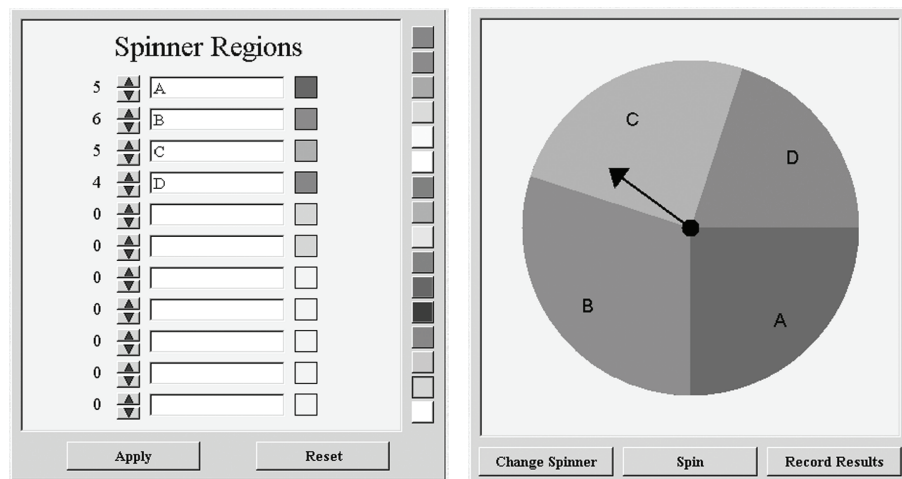 Spinner Regions
5 A
6 B
5 C
4 D
0
0
0
0
0
0
0
Apply Reset
C
D
B
A
Change Spinner Spin Record Results